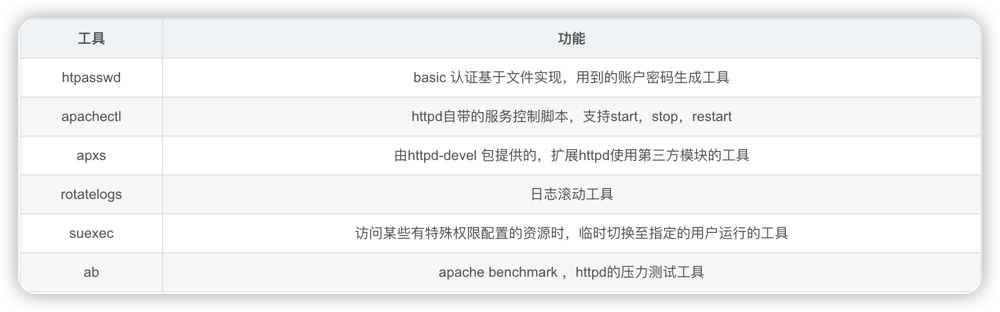 工具 功能
htpasswd basic 认证基于文件实现，用到的账户密码生成工具
apachectl httpd自带的服务控制脚本，支持start，stop，restart
apxs 由httpd-devel 包提供的，扩展httpd使用第三方模块的工具
rotatelogs 日志滚动工具
suexec 访问某些有特殊权限配置的资源时，临时切换至指定的用户运行的工具
ab apache benchmark ，httpd的压力测试工具